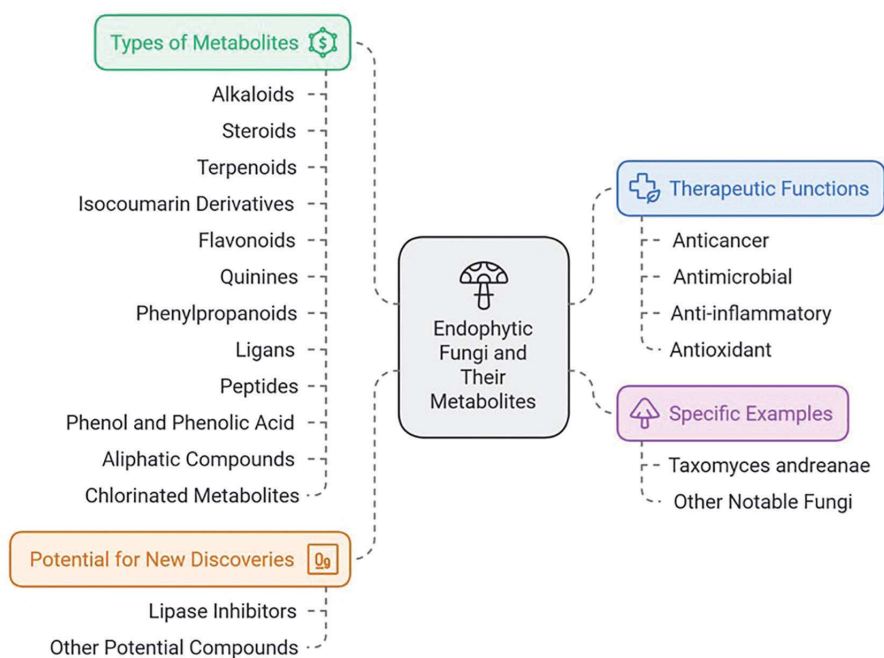 Types of Metabolites
Alkaloids
Steroids
Terpenoids
Isocoumarin Derivatives
Flavonoids
Quinines
Phenylpropanoids
Ligans
Peptides
Phenol and Phenolic Acid
Aliphatic Compounds
Chlorinated Metabolites
Potential for New Discoveries
0g
Lipase Inhibitors
Other Potential Compounds
Endophytic
Fungi and
Their
Metabolites
Therapeutic Functions
Anticancer
Antimicrobial
Anti-inflammatory
Antioxidant
Specific Examples
Taxomyces andreanae
Other Notable Fungi